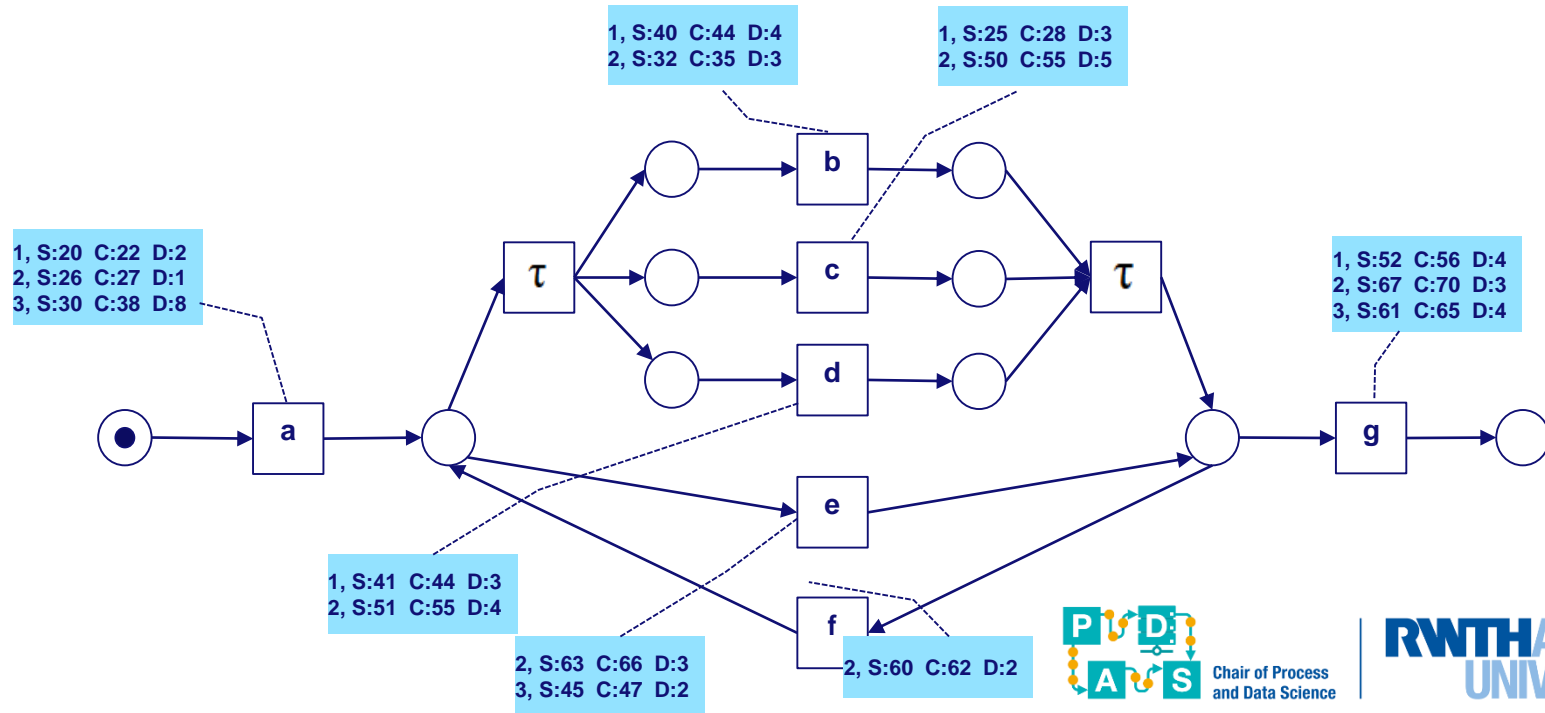 1, S:40 C:44 D:4
2, S:32 C:35 D:3
1, S:25 C:28 D:3
2, S:50 C:55 D:5
b
1, S:20 C:22 D:2
2, S:26 C:27 D:1
3, S:30 C:38 D:8
τ
c
τ
1, S:52 C:56 D:4
2, S:67 C:70 D:3
3, S:61 C:65 D:4
d
a
g
e
1, S:41 C:44 D:3
2, S:51 C:55 D:4
f
2, S:63 C:66 D:3
3, S:45 C:47 D:2
2, S:60 C:62 D:2
P D
A S
Chair of Process
and Data Science
RWTH
UNIV